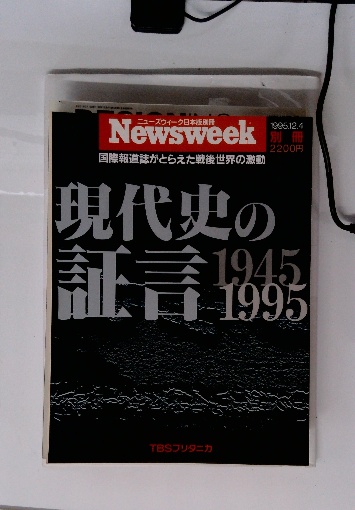 ニューズウィーク日本版別冊
Newsweek
1995.12.4
別冊
2200円
国際報道誌がとらえた戦後世界の激動
現代史の
証言
1945
1995
TBSブリタニカ